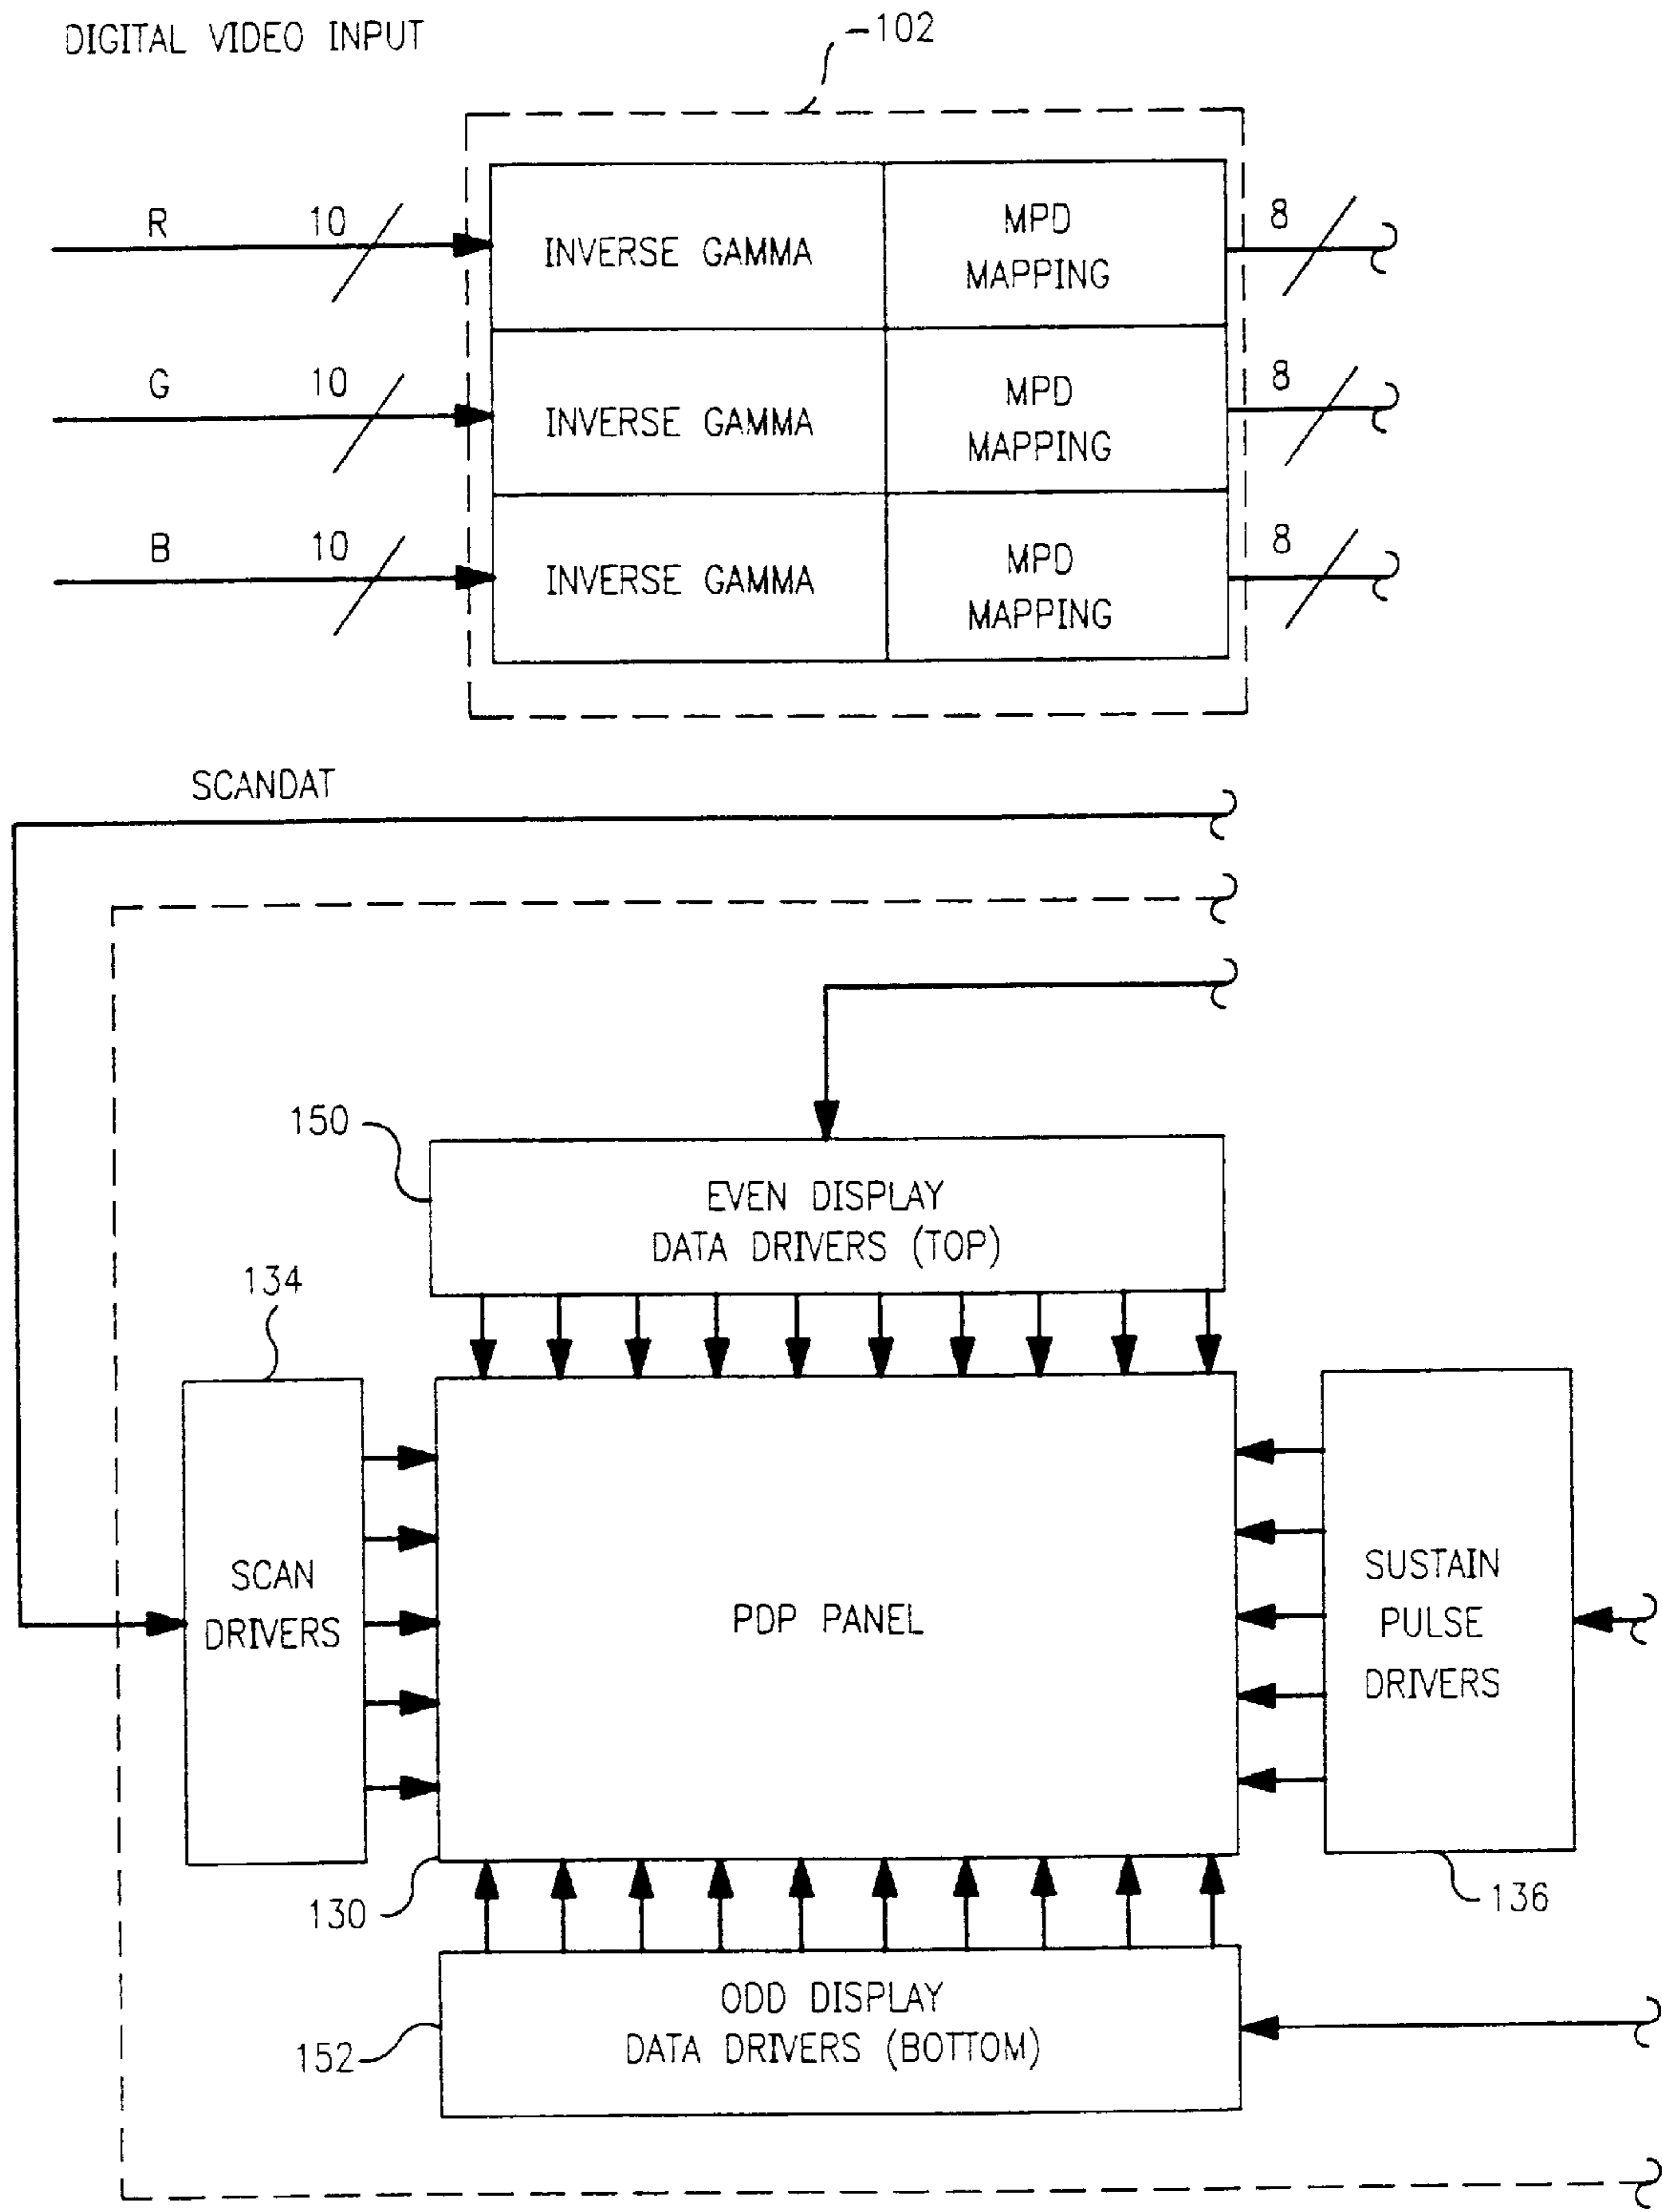 DIGITAL VIDEO INPUT
102
R 10 INVERSE GAMMA MPD MAPPING 8
G 10 INVERSE GAMMA MPD MAPPING 8
B 10 INVERSE GAMMA MPD MAPPING 8
SCANDAT
150
EVEN DISPLAY
DATA DRIVERS (TOP)
134
SCAN
DRIVERS
PDP PANEL
SUSTAIN
PULSE
DRIVERS
130
136
ODD DISPLAY
DATA DRIVERS (BOTTOM)
152